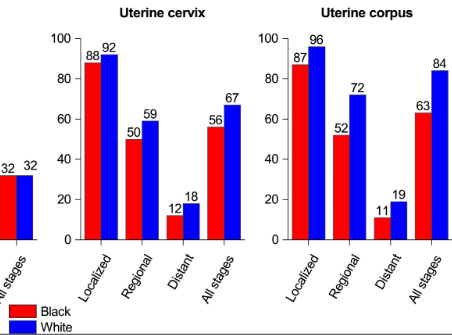 Uterine cervix
Uterine corpus
100
80
60
40
20
0
100
80
60
40
20
0
32 32
88 92
50 59
12 18
56 67
87 96
52 72
11 19
63 84
All stages
Localized
Regional
Distant
All stages
Localized
Regional
Distant
All stages
Black
White